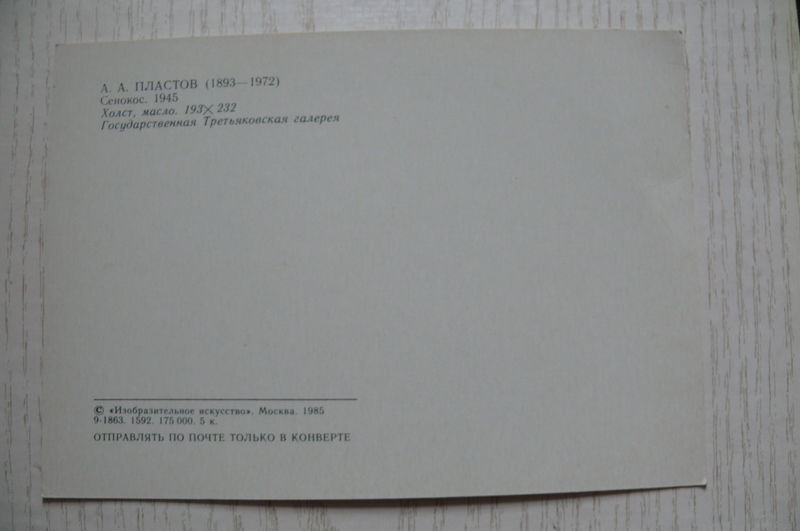 А. А. ПЛАСТОВ (1893—1972)
Сенокос. 1945
Холст, масло. 193×232
Государственная Третьяковская галерея
© «Изобразительное искусство». Москва. 1985
9-1863. 1592. 175 000. 5 к.
ОТПРАВЛЯТЬ ПО ПОЧТЕ ТОЛЬКО В КОНВЕРТЕ